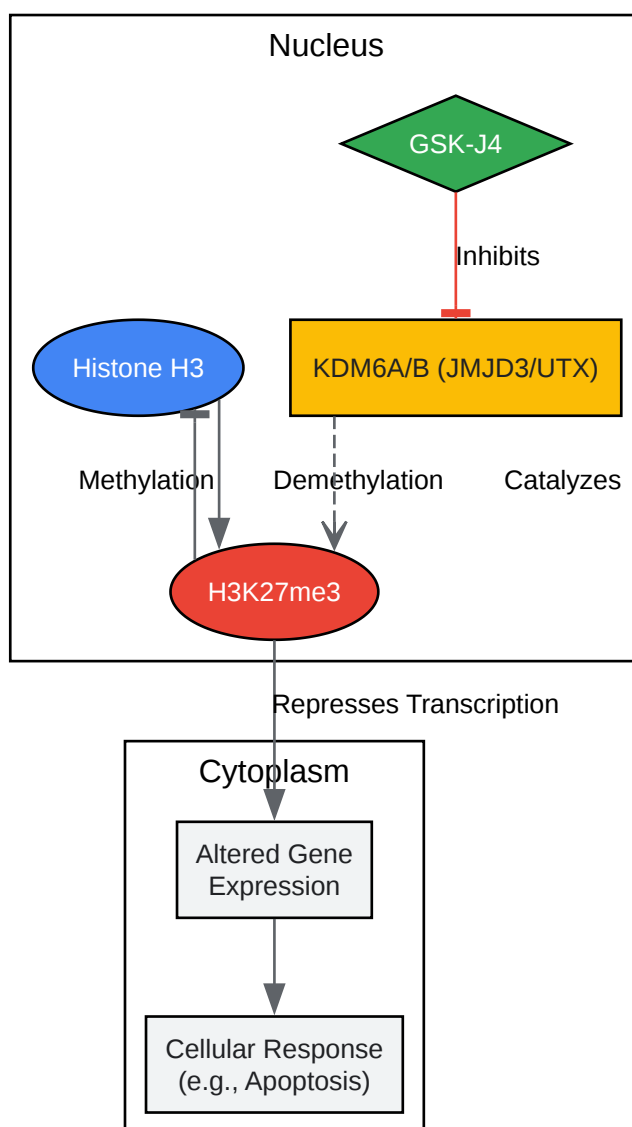 Nucleus
GSK-J4
Inhibits
Histone H3
KDM6A/B (JMJD3/UTX)
Methylation
Demethylation
Catalyzes
H3K27me3
Represses Transcription
Cytoplasm
Altered Gene
Expression
Cellular Response
(e.g., Apoptosis)